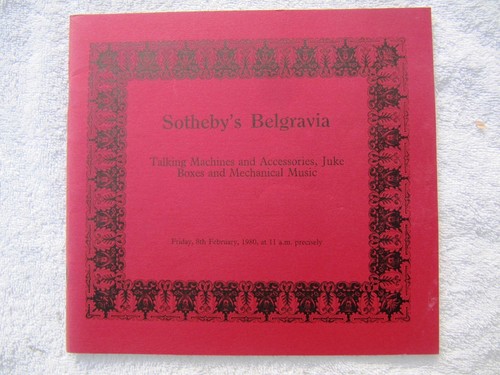 Sotheby's Belgravia
Talking Machines and Accessories, Juke
Boxes and Mechanical Music
Friday, 8th February, 1980, at 11 a.m. precisely